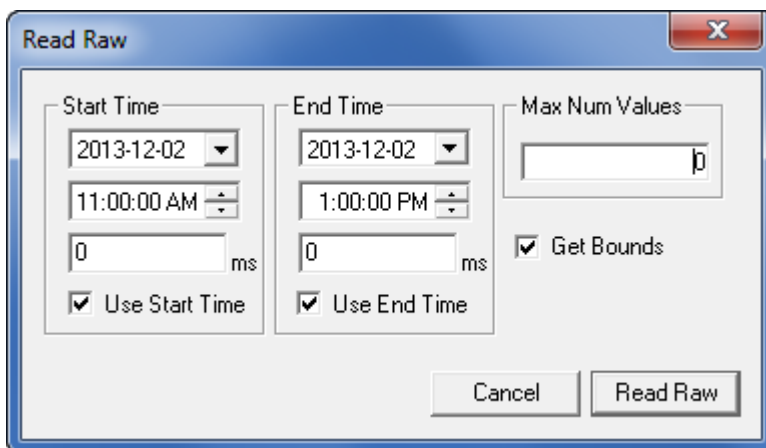 Read Raw
Start Time
2013-12-02
11:00:00 AM
0
ms
Use Start Time
End Time
2013-12-02
1:00:00 PM
0
ms
Use End Time
Max Num Values
0
Get Bounds
Cancel
Read Raw